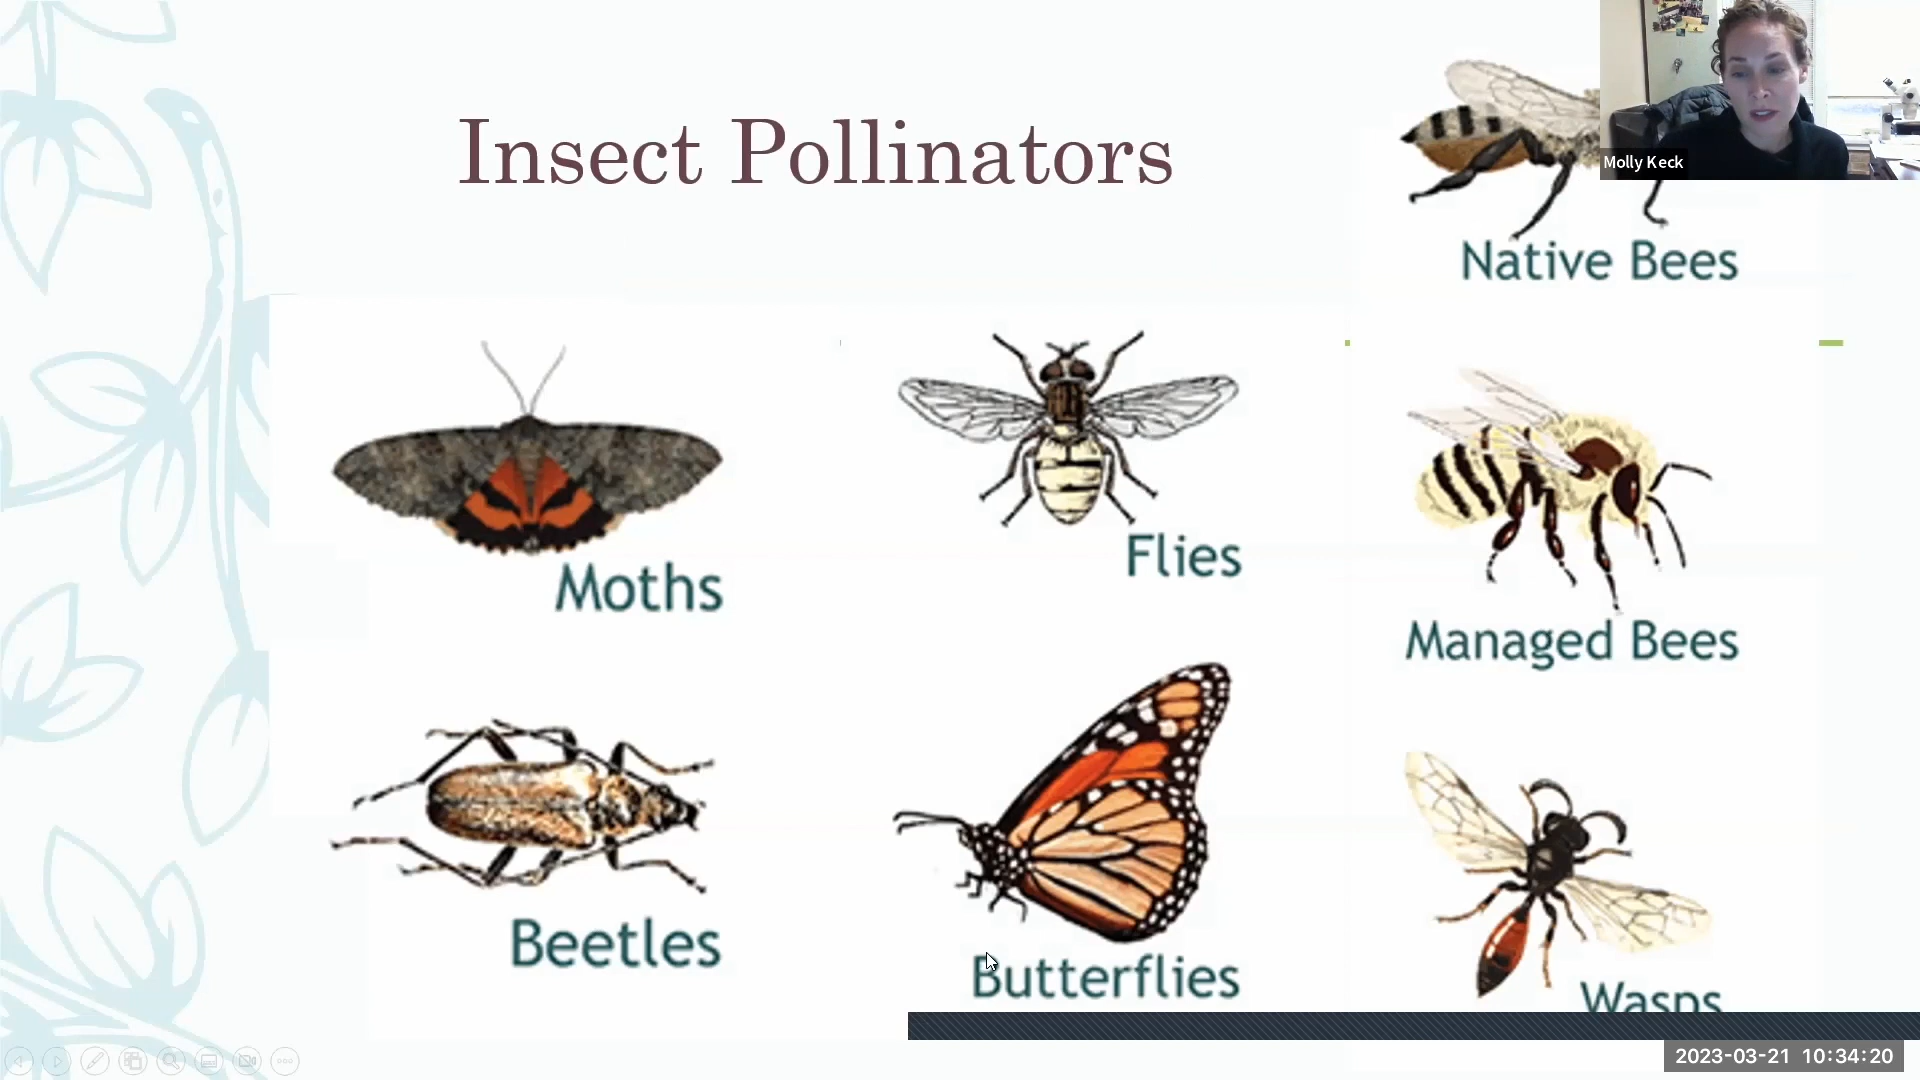 Insect Pollinators
Molly Keck
Native Bees
Moths
Flies
Managed Bees
Beetles
Butterflies
Wasps
2023-03-21 10:34:20